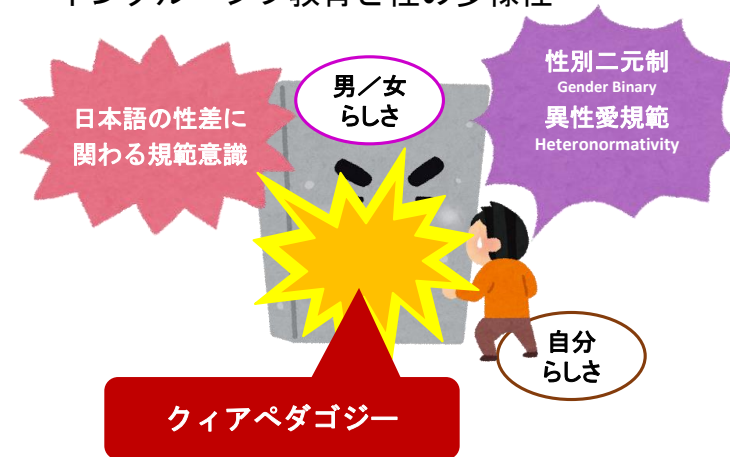 日本語の性差に
関わる規範意識
男／女
らしさ
性別二元制
Gender Binary
異性愛規範
Heteronormativity
自分
らしさ
クィアペダゴジー